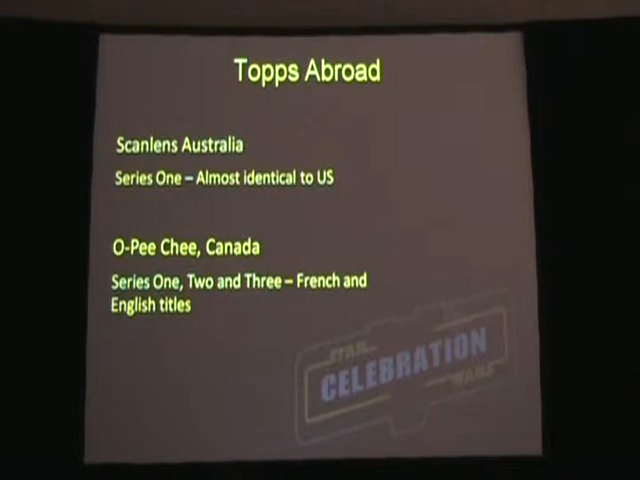 Topps Abroad
Scanlens Australia
Series One – Almost identical to US
O-Pee Chee, Canada
Series One, Two and Three – French and
English titles
STAR
CELEBRATION
WARS